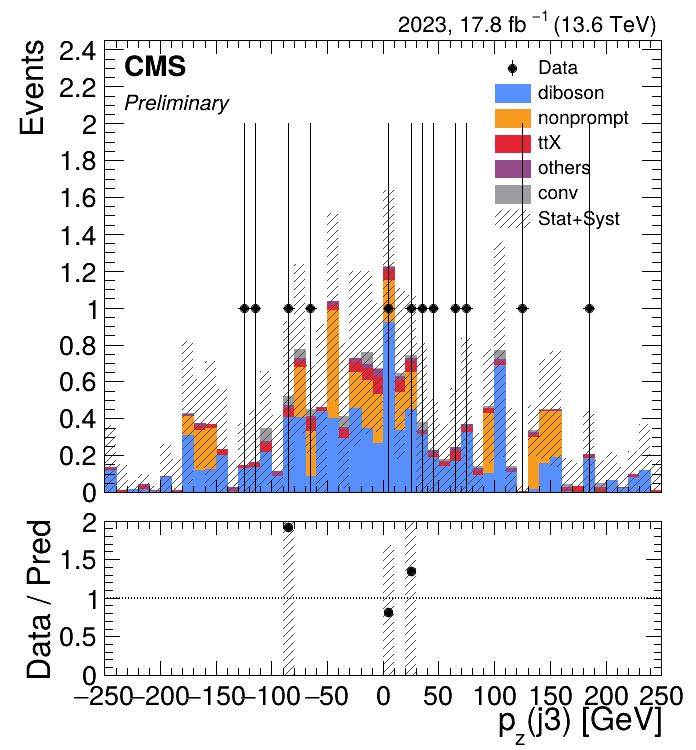 2023, 17.8 fb⁻¹ (13.6 TeV)
Events
CMS
Preliminary
Data
diboson
nonprompt
ttX
others
conv
Stat+Syst
2.4
2.2
2
1.8
1.6
1.4
1.2
1
0.8
0.6
0.4
0.2
0
Data / Pred
2
1.5
1
0.5
0
−250 −200 −150 −100 −50 0 50 100 150 200 250
p_z(j3) [GeV]